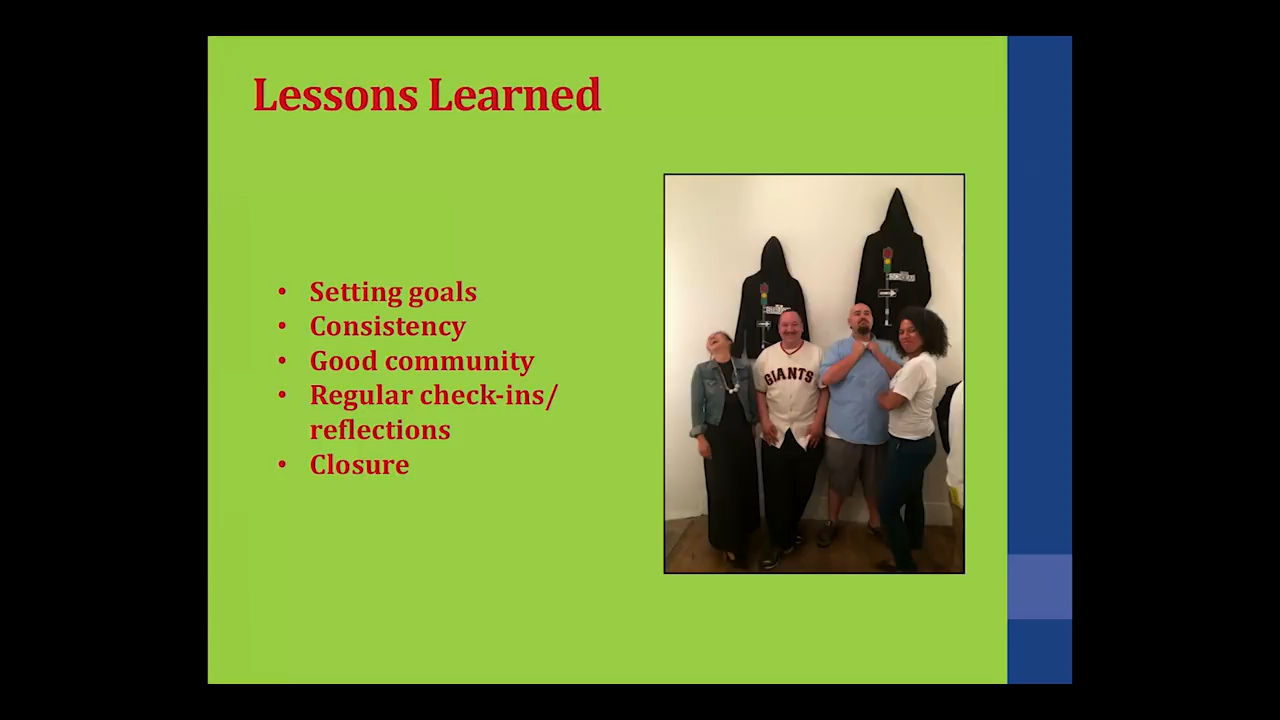 Lessons Learned
• Setting goals
• Consistency
• Good community
• Regular check-ins/
reflections
• Closure
GIANTS